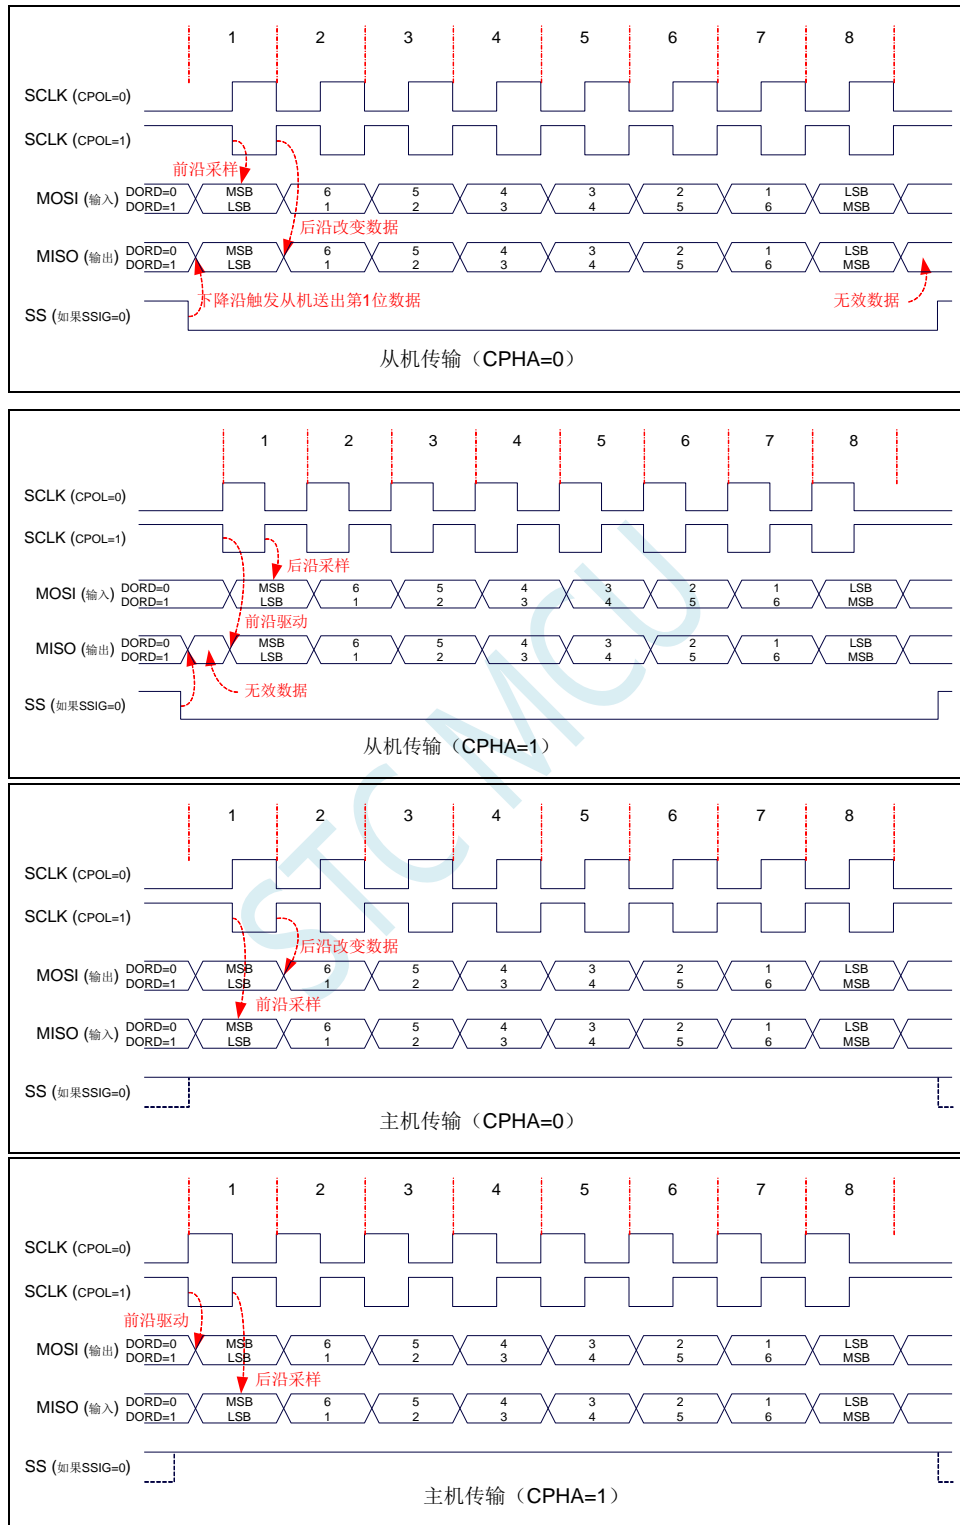 1 2 3 4 5 6 7 8
SCLK (CPOL=0)
SCLK (CPOL=1)
前沿采样
MOSI (输入) DORD=0 MSB 6 5 4 3 2 1 LSB
DORD=1 LSB 1 2 3 4 5 6 MSB
后沿改变数据
MISO (输出) DORD=0 MSB 6 5 4 3 2 1 LSB
DORD=1 LSB 1 2 3 4 5 6 MSB
下降沿触发从机送出第1位数据 无效数据
SS (如果SSIG=0)
从机传输（CPHA=0）
1 2 3 4 5 6 7 8
SCLK (CPOL=0)
SCLK (CPOL=1)
后沿采样
MOSI (输入) DORD=0 MSB 6 5 4 3 2 1 LSB
DORD=1 LSB 1 2 3 4 5 6 MSB
前沿驱动
MISO (输出) DORD=0 MSB 6 5 4 3 2 1 LSB
DORD=1 LSB 1 2 3 4 5 6 MSB
无效数据
SS (如果SSIG=0)
从机传输（CPHA=1）
STC MCU
1 2 3 4 5 6 7 8
SCLK (CPOL=0)
SCLK (CPOL=1)
后沿改变数据
MOSI (输出) DORD=0 MSB 6 5 4 3 2 1 LSB
DORD=1 LSB 1 2 3 4 5 6 MSB
前沿采样
MISO (输入) DORD=0 MSB 6 5 4 3 2 1 LSB
DORD=1 LSB 1 2 3 4 5 6 MSB
SS (如果SSIG=0)
主机传输（CPHA=0）
1 2 3 4 5 6 7 8
SCLK (CPOL=0)
SCLK (CPOL=1)
前沿驱动
MOSI (输出) DORD=0 MSB 6 5 4 3 2 1 LSB
DORD=1 LSB 1 2 3 4 5 6 MSB
后沿采样
MISO (输入) DORD=0 MSB 6 5 4 3 2 1 LSB
DORD=1 LSB 1 2 3 4 5 6 MSB
SS (如果SSIG=0)
主机传输（CPHA=1）